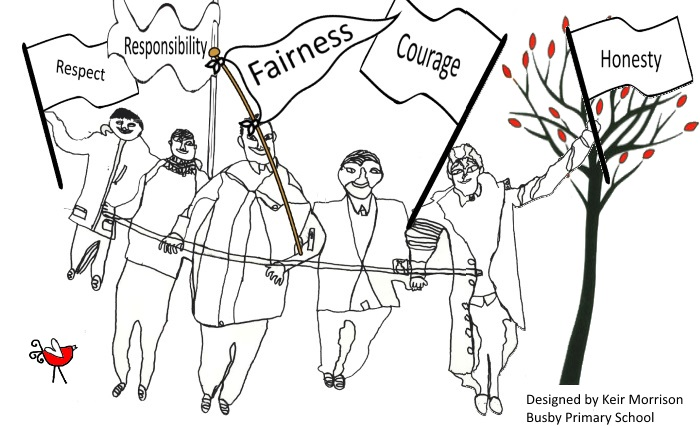 Respect
Responsibility
Fairness
Courage
Honesty
Designed by Keir Morrison
Busby Primary School